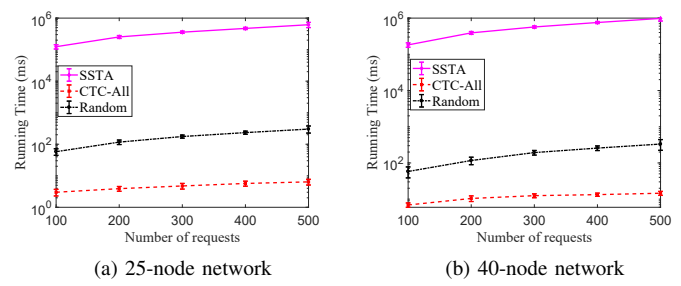 10^6
10^4
10^2
10^0
Running Time (ms)
SSTA
CTC-All
Random
100 200 300 400 500
Number of requests
(a) 25-node network
10^6
10^4
10^2
Running Time (ms)
SSTA
CTC-All
Random
100 200 300 400 500
Number of requests
(b) 40-node network